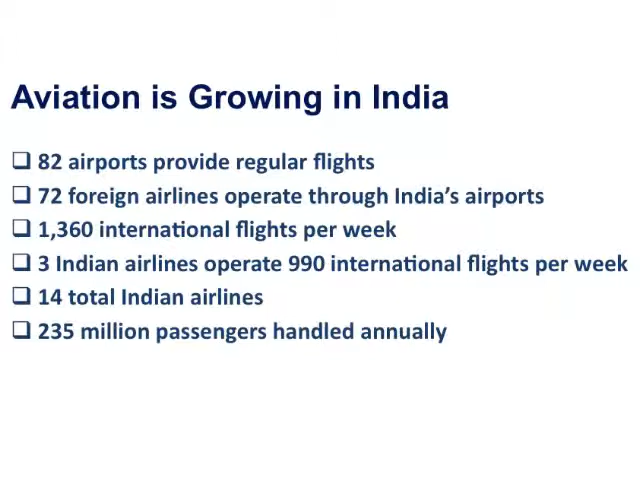 Aviation is Growing in India
❑ 82 airports provide regular flights
❑ 72 foreign airlines operate through India’s airports
❑ 1,360 international flights per week
❑ 3 Indian airlines operate 990 international flights per week
❑ 14 total Indian airlines
❑ 235 million passengers handled annually